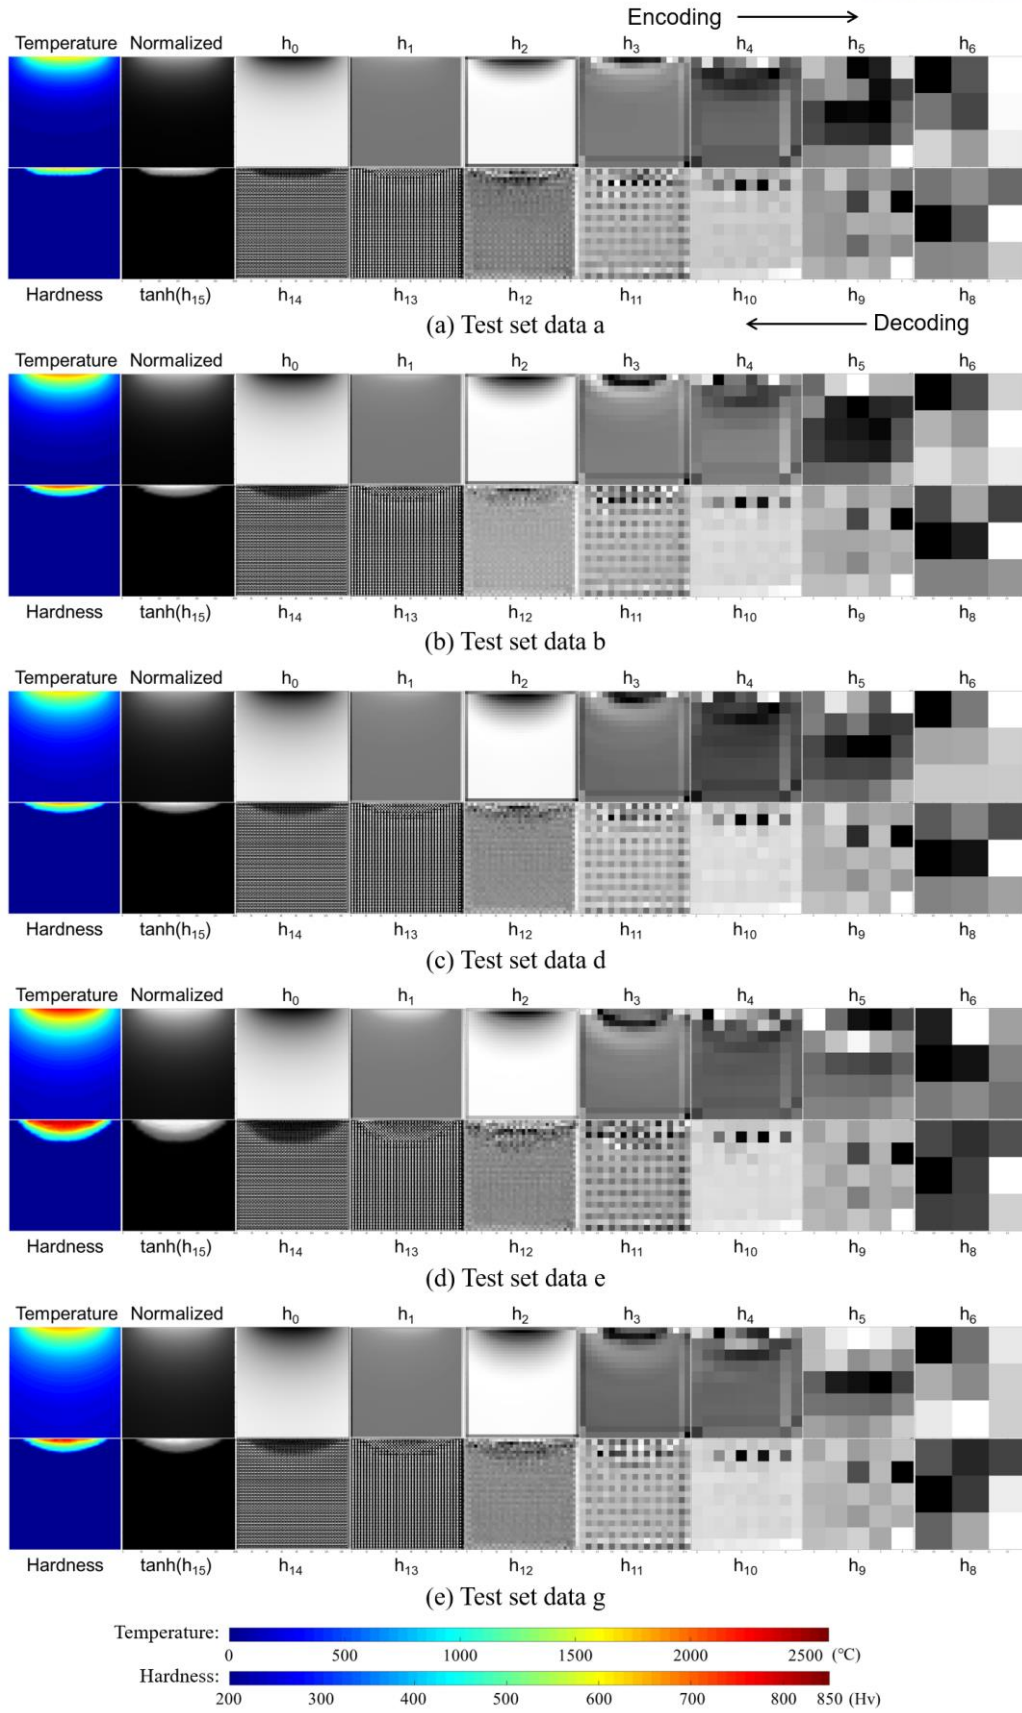 Encoding
Temperature Normalized h0 h1 h2 h3 h4 h5 h6
Hardness tanh(h15) h14 h13 h12 h11 h10 h9 h8
(a) Test set data a
Decoding
Temperature Normalized h0 h1 h2 h3 h4 h5 h6
Hardness tanh(h15) h14 h13 h12 h11 h10 h9 h8
(b) Test set data b
Temperature Normalized h0 h1 h2 h3 h4 h5 h6
Hardness tanh(h15) h14 h13 h12 h11 h10 h9 h8
(c) Test set data d
Temperature Normalized h0 h1 h2 h3 h4 h5 h6
Hardness tanh(h15) h14 h13 h12 h11 h10 h9 h8
(d) Test set data e
Temperature Normalized h0 h1 h2 h3 h4 h5 h6
Hardness tanh(h15) h14 h13 h12 h11 h10 h9 h8
(e) Test set data g
Temperature:
0 500 1000 1500 2000 2500 (℃)
Hardness:
200 300 400 500 600 700 800 850 (Hv)